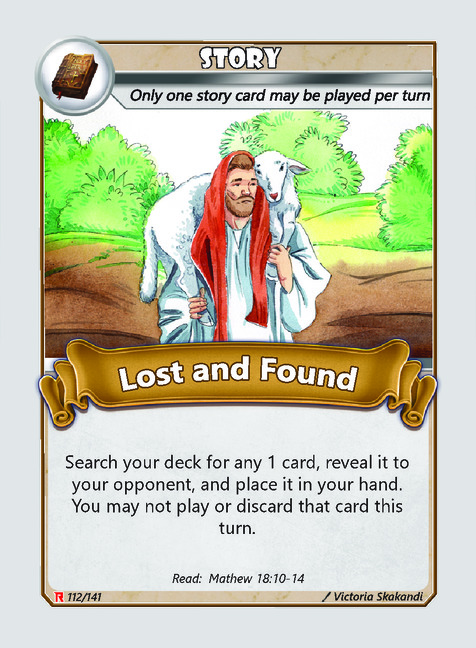 STORY
Only one story card may be played per turn
Lost and Found
Search your deck for any 1 card, reveal it to
your opponent, and place it in your hand.
You may not play or discard that card this
turn.
Read: Mathew 18:10-14
R 112/141
/ Victoria Skakandi